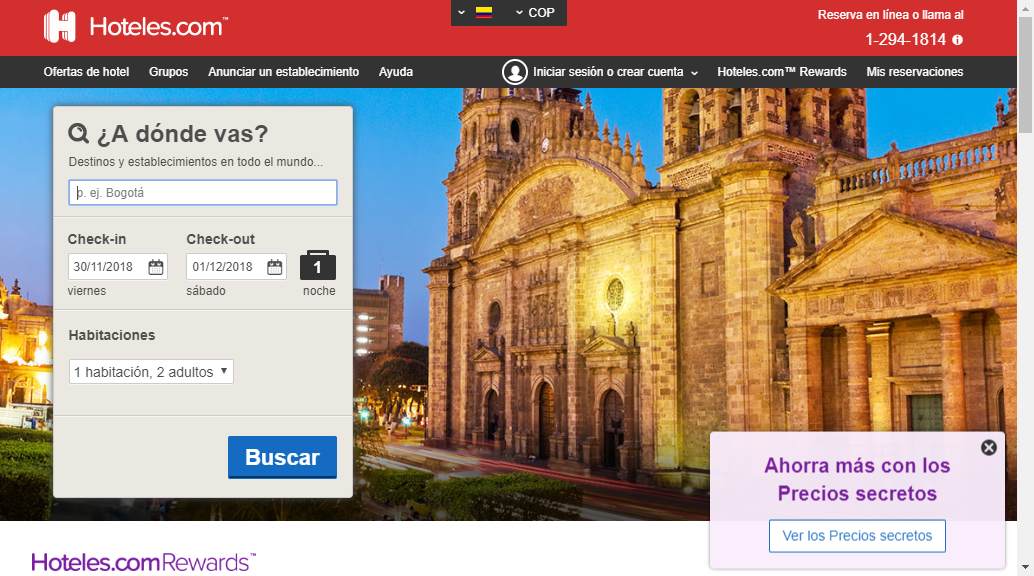 Hoteles.com™
COP
Reserva en línea o llama al
1-294-1814
Ofertas de hotel Grupos Anunciar un establecimiento Ayuda Iniciar sesión o crear cuenta Hoteles.com™ Rewards Mis reservaciones
¿A dónde vas?
Destinos y establecimientos en todo el mundo...
p. ej. Bogotá
Check-in Check-out
30/11/2018 01/12/2018 1
viernes sábado noche
Habitaciones
1 habitación, 2 adultos
Buscar
Ahorra más con los
Precios secretos
Ver los Precios secretos
Hoteles.com Rewards™